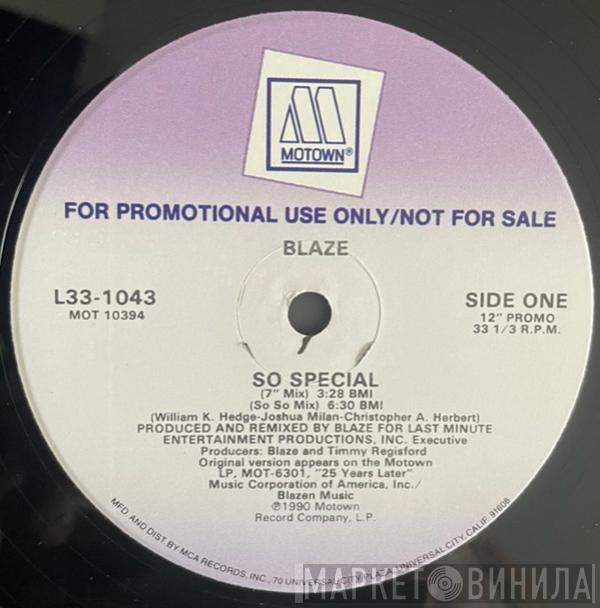 MOTOWN®
FOR PROMOTIONAL USE ONLY/NOT FOR SALE
BLAZE
L33-1043
MOT 10394
SIDE ONE
12" PROMO
33 1/3 R.P.M.
SO SPECIAL
(7" Mix) 3:28 BMI
(So So Mix) 6:30 BMI
(William K. Hedge-Joshua Milan-Christopher A. Herbert)
PRODUCED AND REMIXED BY BLAZE FOR LAST MINUTE
ENTERTAINMENT PRODUCTIONS, INC. Executive
Producers: Blaze and Timmy Regisford
Original version appears on the Motown
LP, MOT-6301, "25 Years Later"
Music Corporation of America, Inc./
Blazen Music
℗1990 Motown
Record Company, L.P.
MFD AND DIST. BY MCA RECORDS, INC., 70 UNIVERSAL CITY PLAZA, UNIVERSAL CITY, CALIF. 91608
МАРКЕТ ВИНИЛА